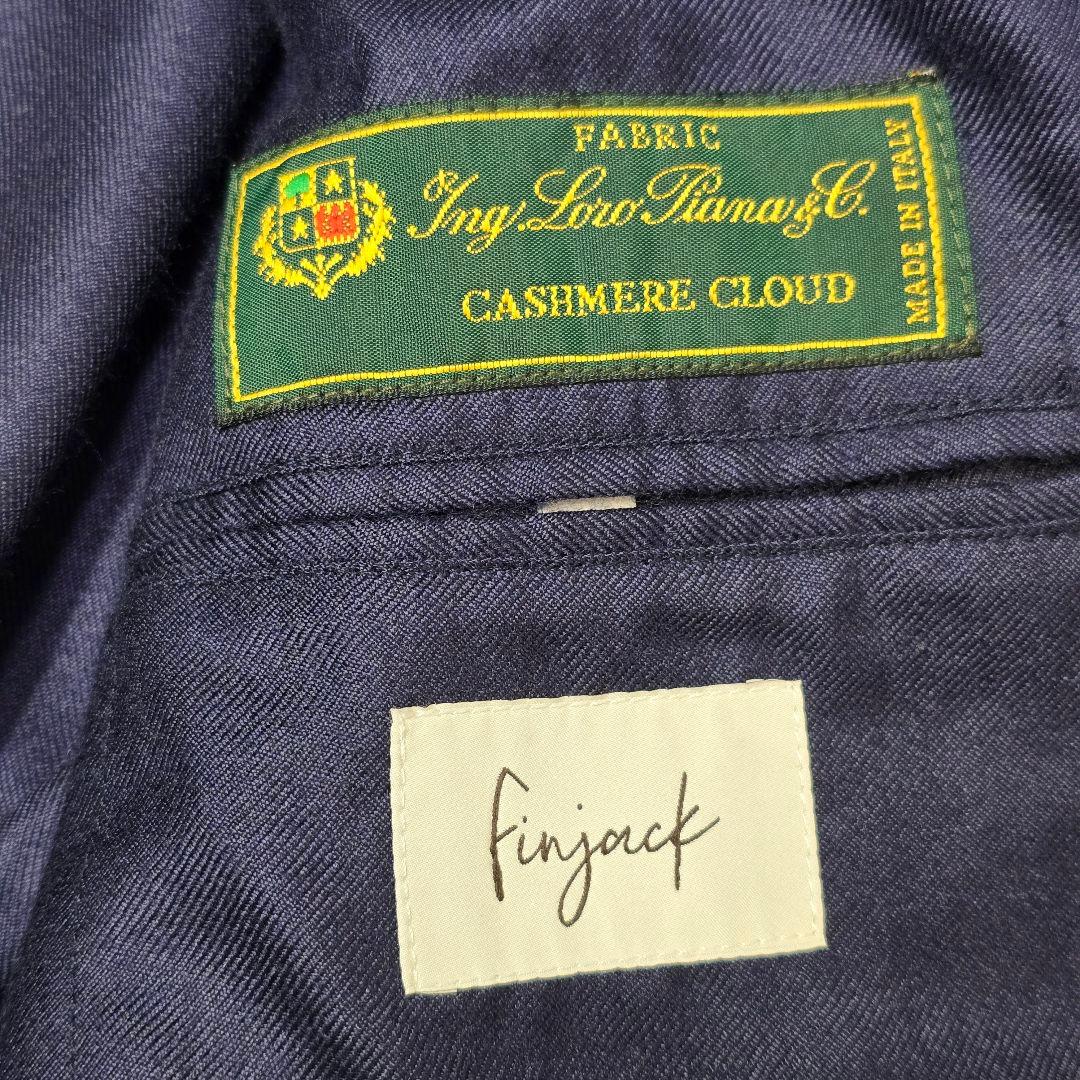 FABRIC
Ing. Loro Piana & C.
CASHMERE CLOUD
MADE IN ITALY
Finjack